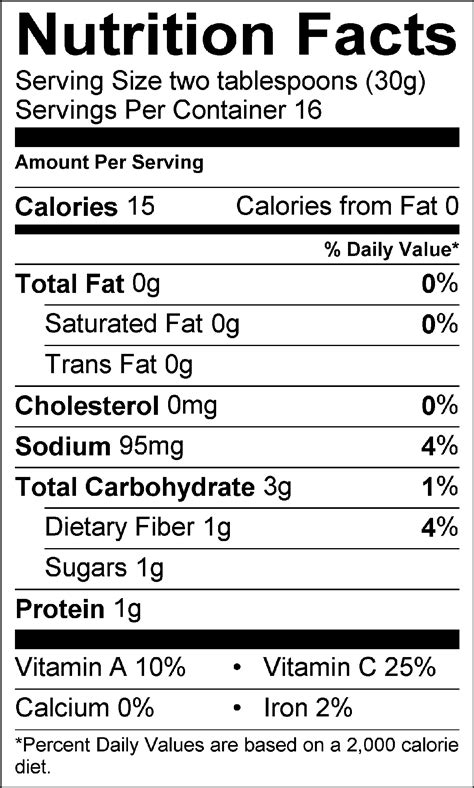 Nutrition Facts
Serving Size two tablespoons (30g)
Servings Per Container 16
Amount Per Serving
Calories 15 Calories from Fat 0
% Daily Value*
Total Fat 0g 0%
Saturated Fat 0g 0%
Trans Fat 0g
Cholesterol 0mg 0%
Sodium 95mg 4%
Total Carbohydrate 3g 1%
Dietary Fiber 1g 4%
Sugars 1g
Protein 1g
Vitamin A 10% • Vitamin C 25%
Calcium 0% • Iron 2%
*Percent Daily Values are based on a 2,000 calorie
diet.